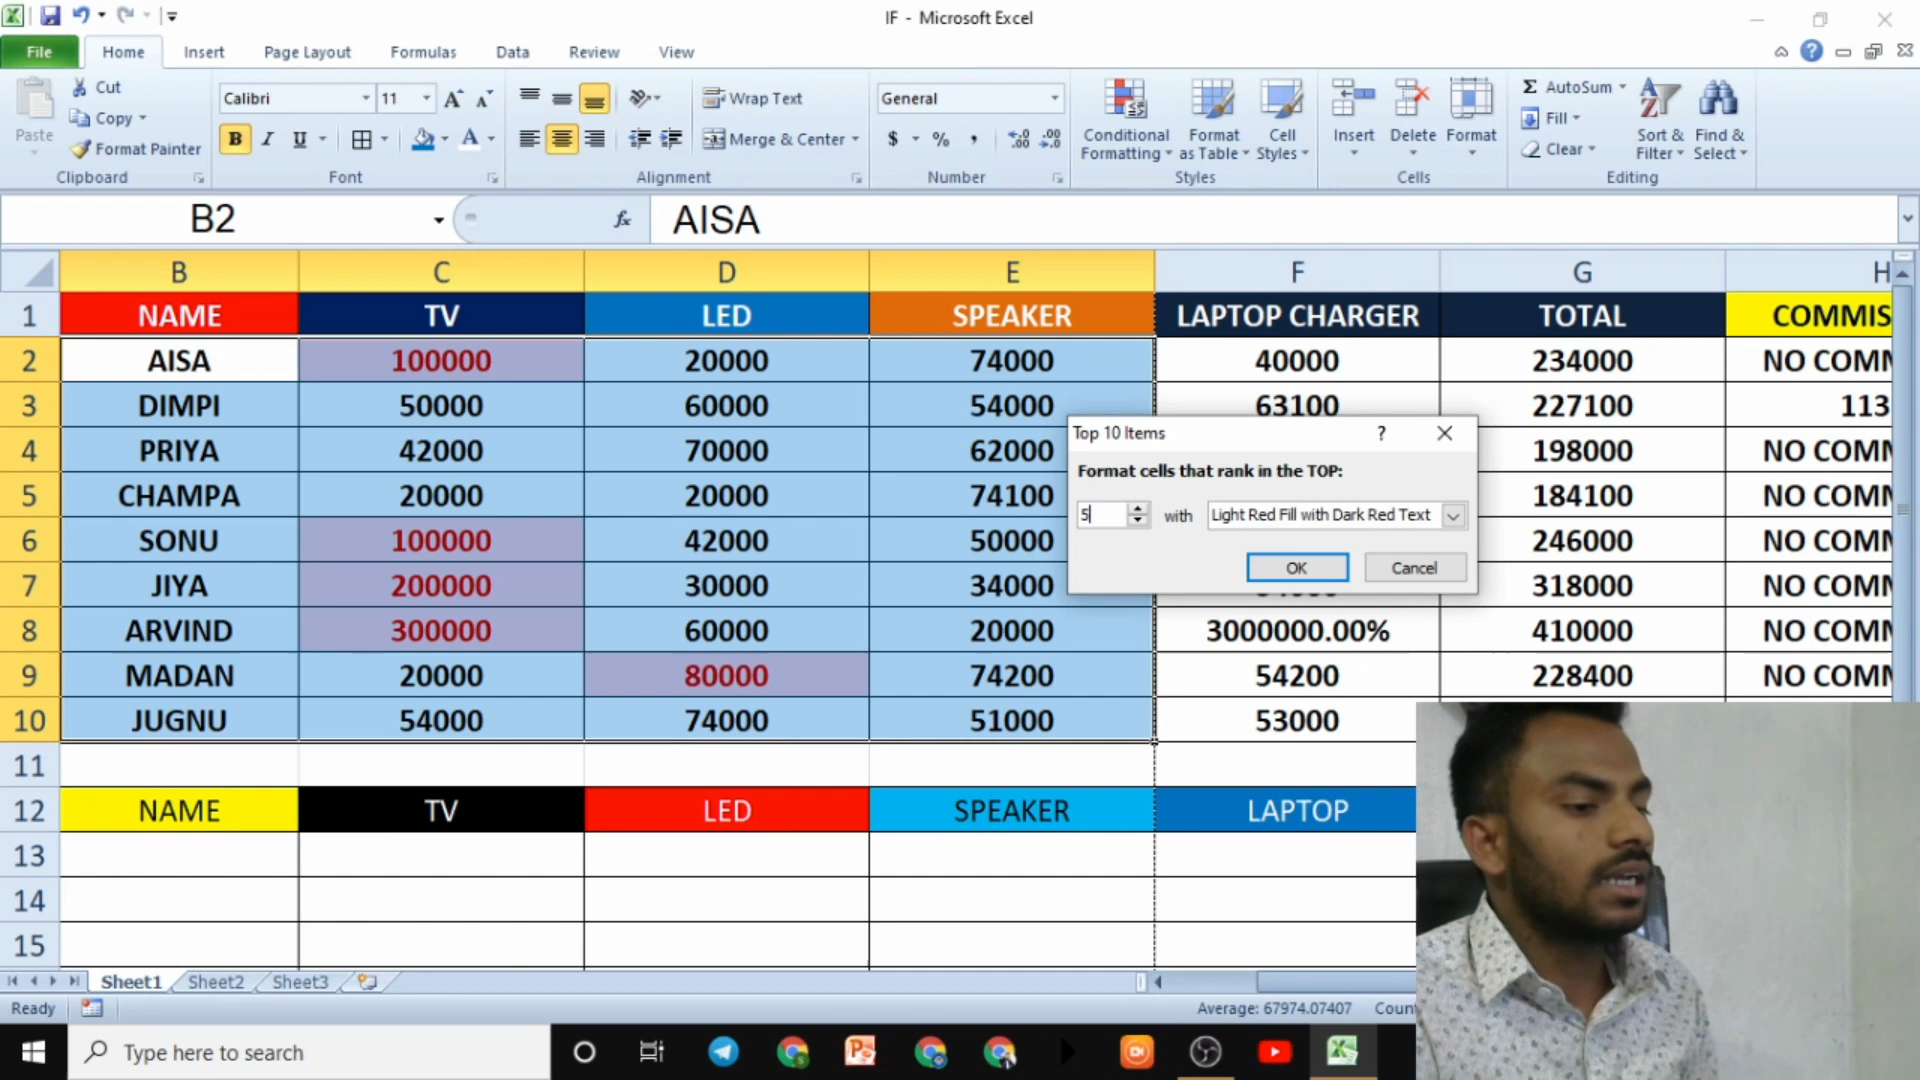 IF - Microsoft Excel
File Home Insert Page Layout Formulas Data Review View
Paste
Cut
Copy
Format Painter
Clipboard
Calibri 11
B I U
Font
Wrap Text
Merge & Center
Alignment
General
$ % ,
Number
Conditional Formatting
Format as Table
Cell Styles
Styles
Insert Delete Format
Cells
AutoSum
Fill
Clear
Sort & Filter
Find & Select
Editing
B2 fx AISA
B C D E F G H
1 NAME TV LED SPEAKER LAPTOP CHARGER TOTAL COMMIS
2 AISA 100000 20000 74000 40000 234000 NO COMM
3 DIMPI 50000 60000 54000 63100 227100 113
4 PRIYA 42000 70000 62000 198000 NO COMM
5 CHAMPA 20000 20000 74100 184100 NO COMM
6 SONU 100000 42000 50000 246000 NO COMM
7 JIYA 200000 30000 34000 318000 NO COMM
8 ARVIND 300000 60000 20000 3000000.00% 410000 NO COMM
9 MADAN 20000 80000 74200 54200 228400 NO COMM
10 JUGNU 54000 74000 51000 53000
11
12 NAME TV LED SPEAKER LAPTOP
13
14
15
Top 10 Items ?
Format cells that rank in the TOP:
5 with Light Red Fill with Dark Red Text
OK Cancel
Sheet1 Sheet2 Sheet3
Ready Average: 67974.07407 Count
Type here to search